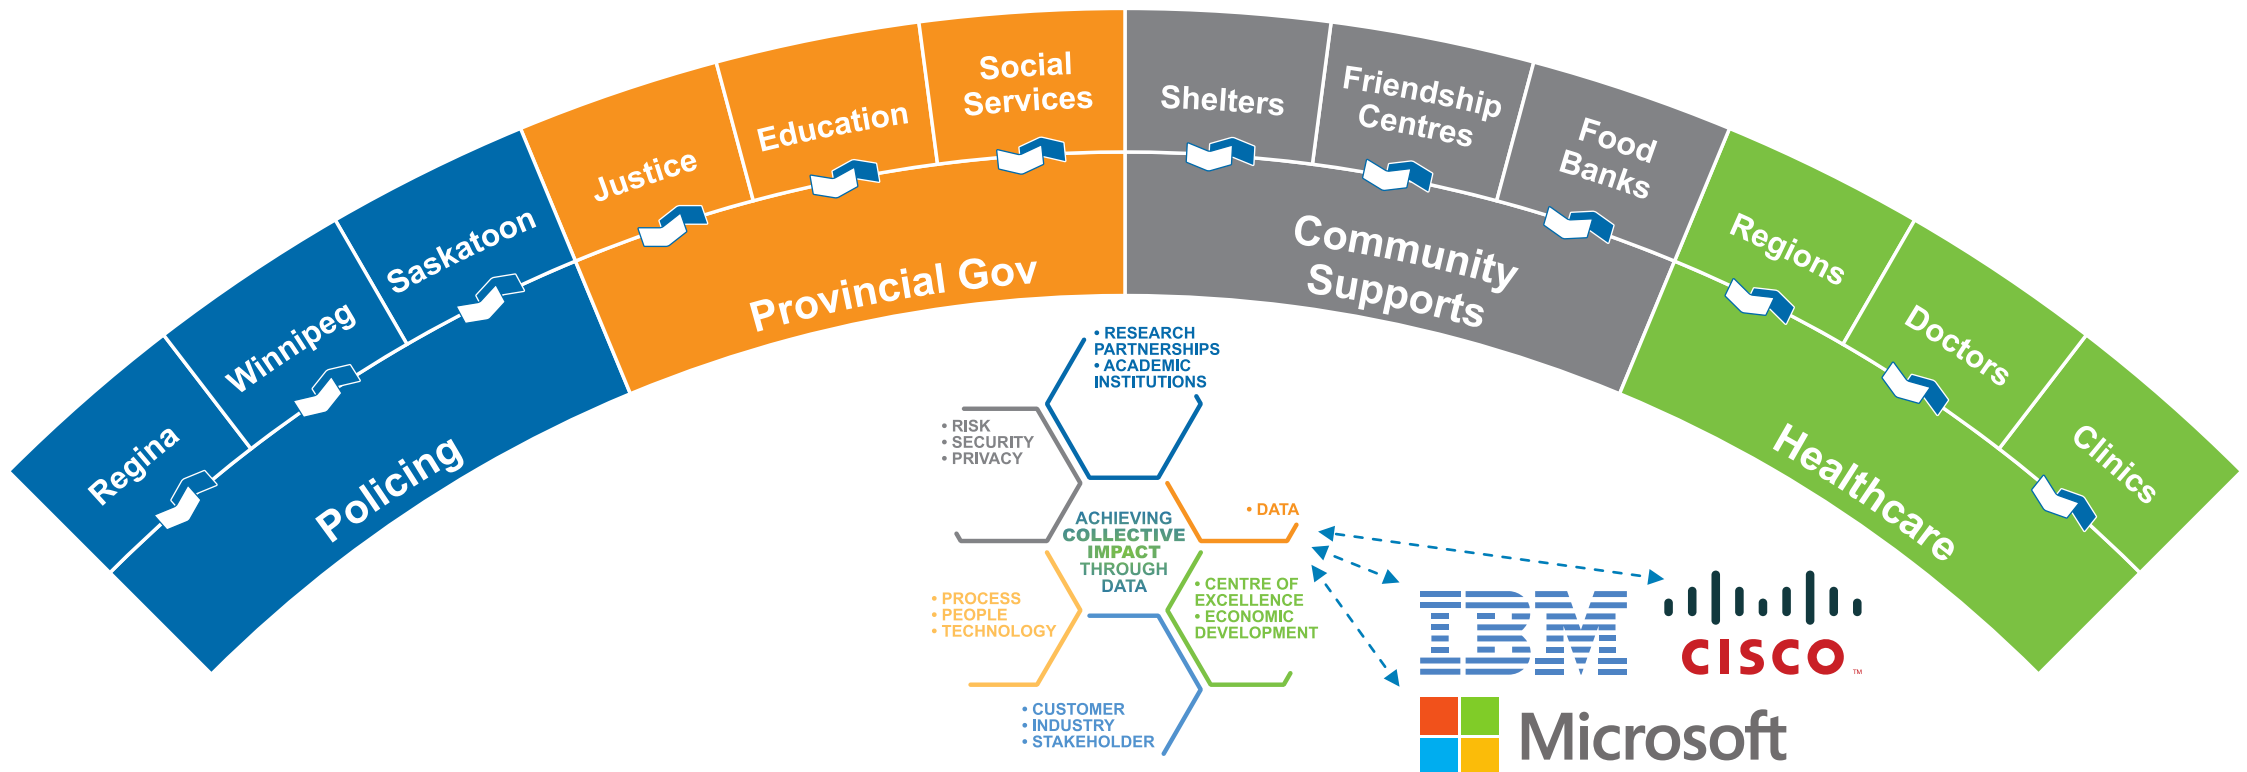 Regina
Winnipeg
Saskatoon
Policing
Justice
Education
Social
Services
Provincial Gov
Shelters
Friendship
Centres
Food
Banks
Community
Supports
Regions
Doctors
Clinics
Healthcare
• RESEARCH
PARTNERSHIPS
• ACADEMIC
INSTITUTIONS
• RISK
• SECURITY
• PRIVACY
• DATA
ACHIEVING
COLLECTIVE
IMPACT
THROUGH
DATA
• PROCESS
• PEOPLE
• TECHNOLOGY
• CENTRE OF
EXCELLENCE
• ECONOMIC
DEVELOPMENT
• CUSTOMER
• INDUSTRY
• STAKEHOLDER
IBM
CISCO™
Microsoft